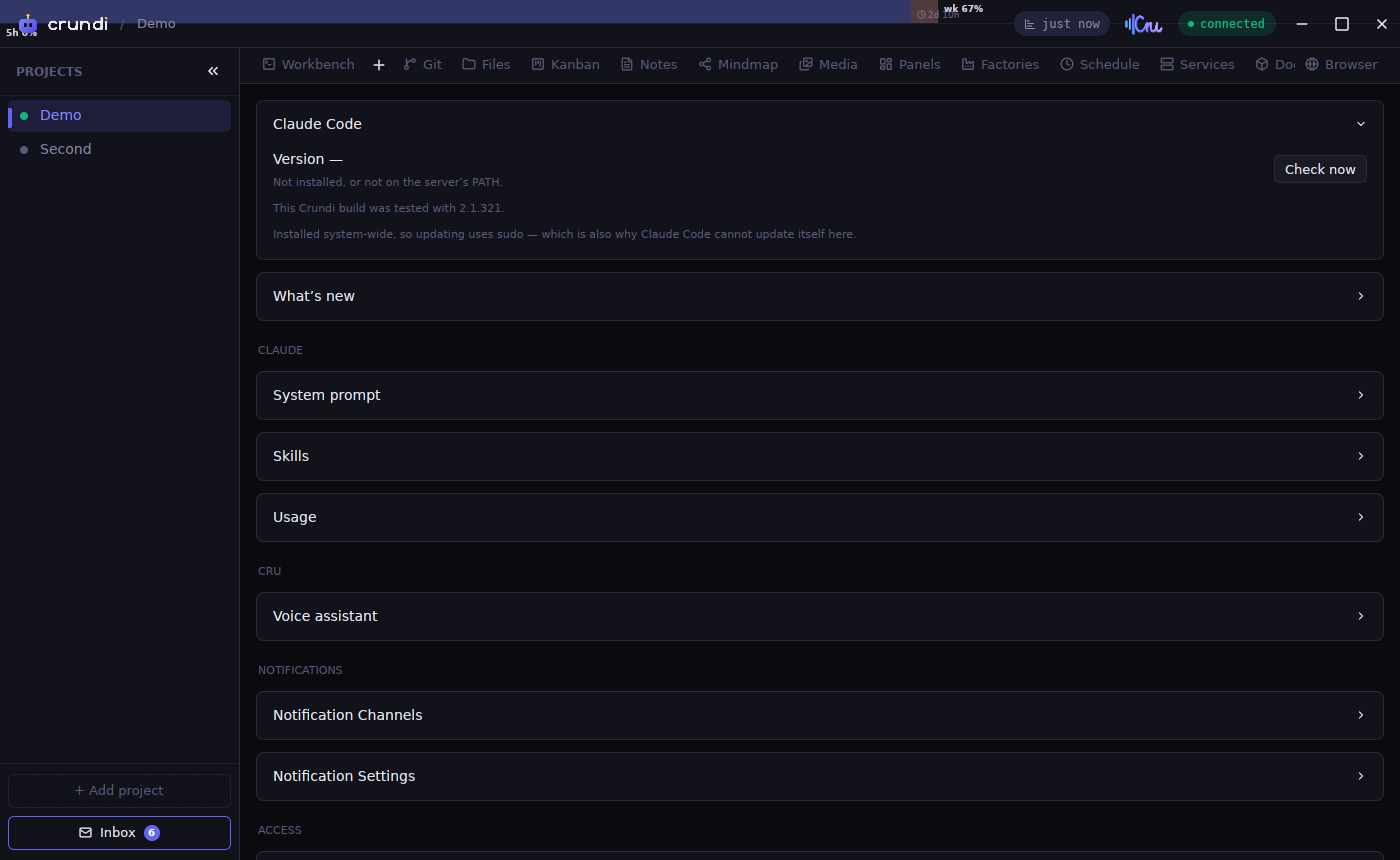 wk 67%
2d 10h
crundi / Demo
just now
Cru
connected
5h
PROJECTS
Workbench
Git
Files
Kanban
Notes
Mindmap
Media
Panels
Factories
Schedule
Services
Doc
Browser
Demo
Second
Claude Code
Version —
Check now
Not installed, or not on the server’s PATH.
This Crundi build was tested with 2.1.321.
Installed system-wide, so updating uses sudo — which is also why Claude Code cannot update itself here.
What’s new
CLAUDE
System prompt
Skills
Usage
CRU
Voice assistant
NOTIFICATIONS
Notification Channels
Notification Settings
ACCESS
+ Add project
Inbox 6